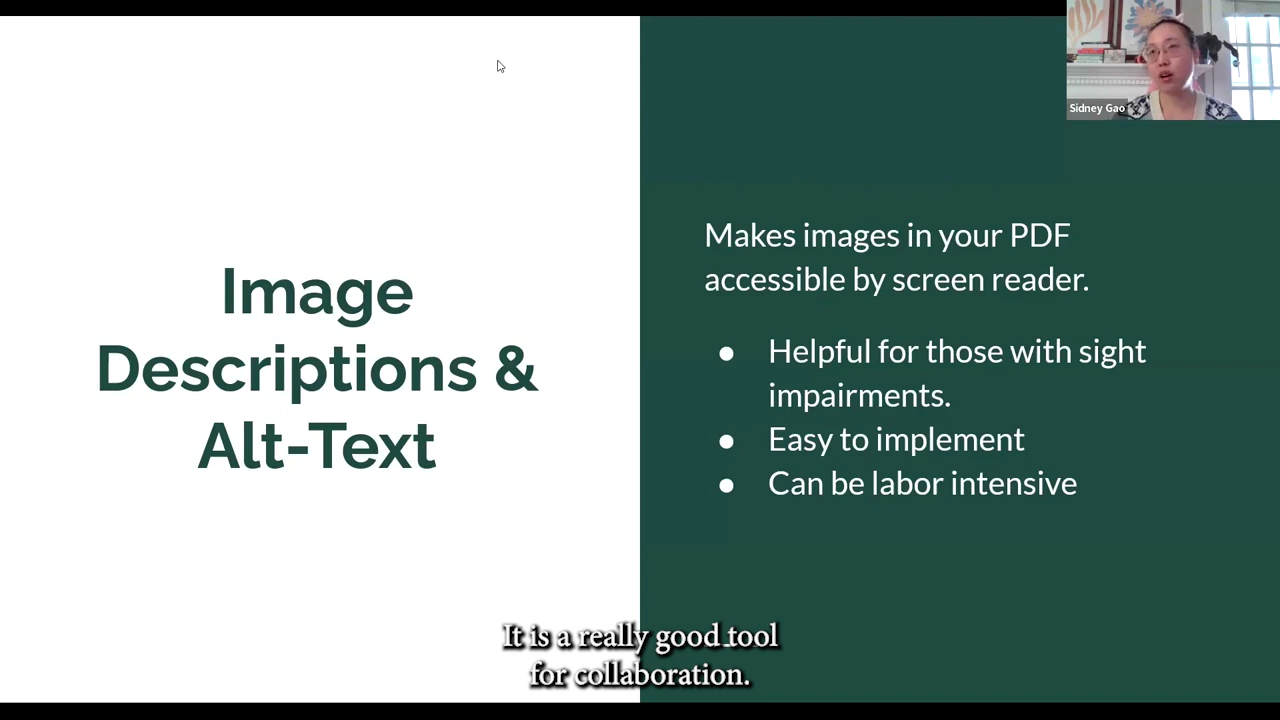 Sidney Gao
Image
Descriptions &
Alt-Text
Makes images in your PDF
accessible by screen reader.
● Helpful for those with sight
impairments.
● Easy to implement
● Can be labor intensive
It is a really good tool
for collaboration.